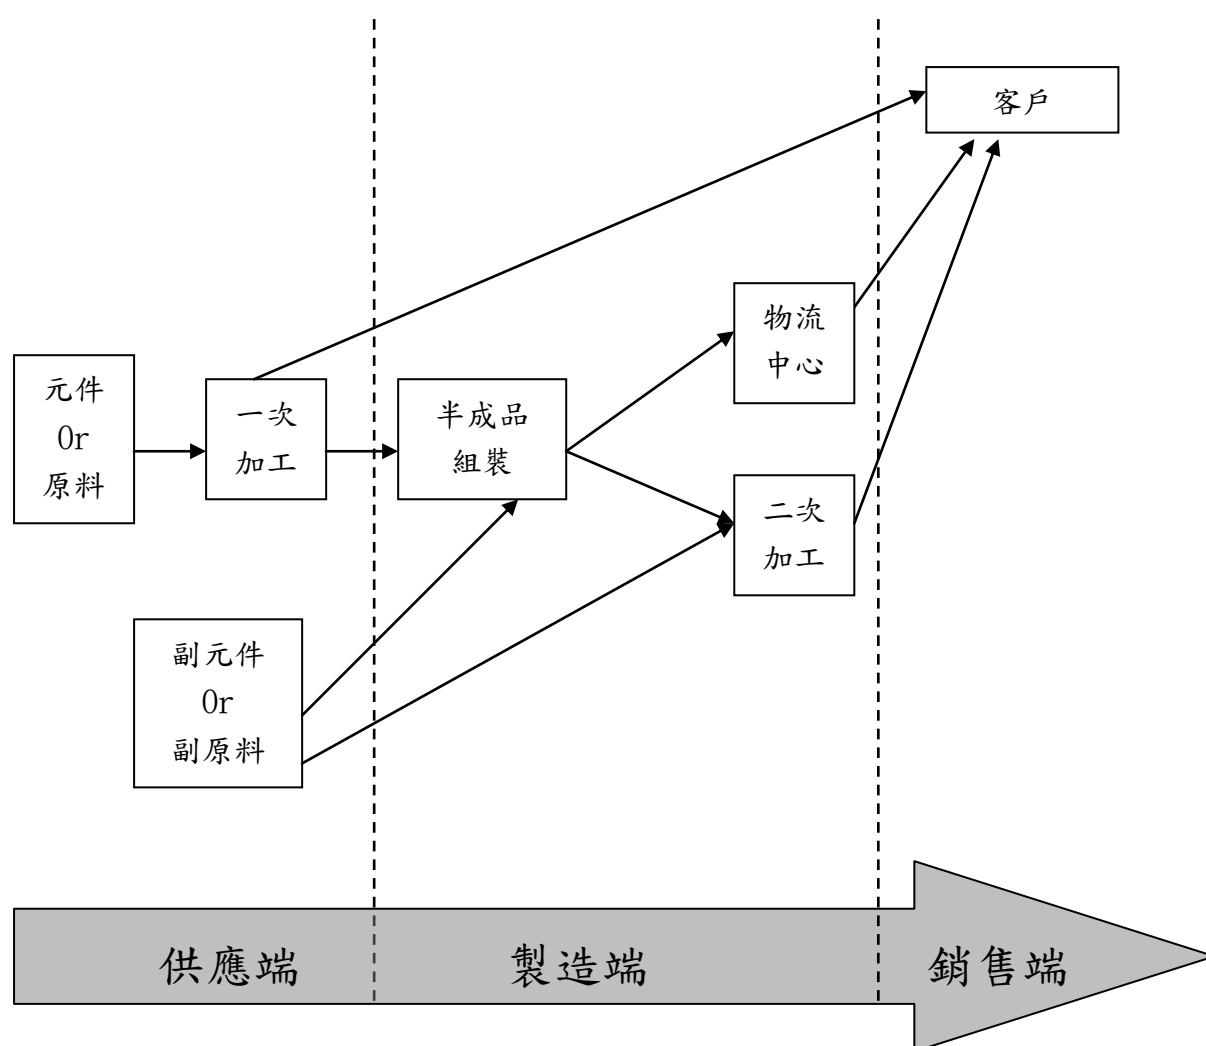 客戶
物流
中心
元件
Or
原料
一次
加工
半成品
組裝
二次
加工
副元件
Or
副原料
供應端
製造端
銷售端